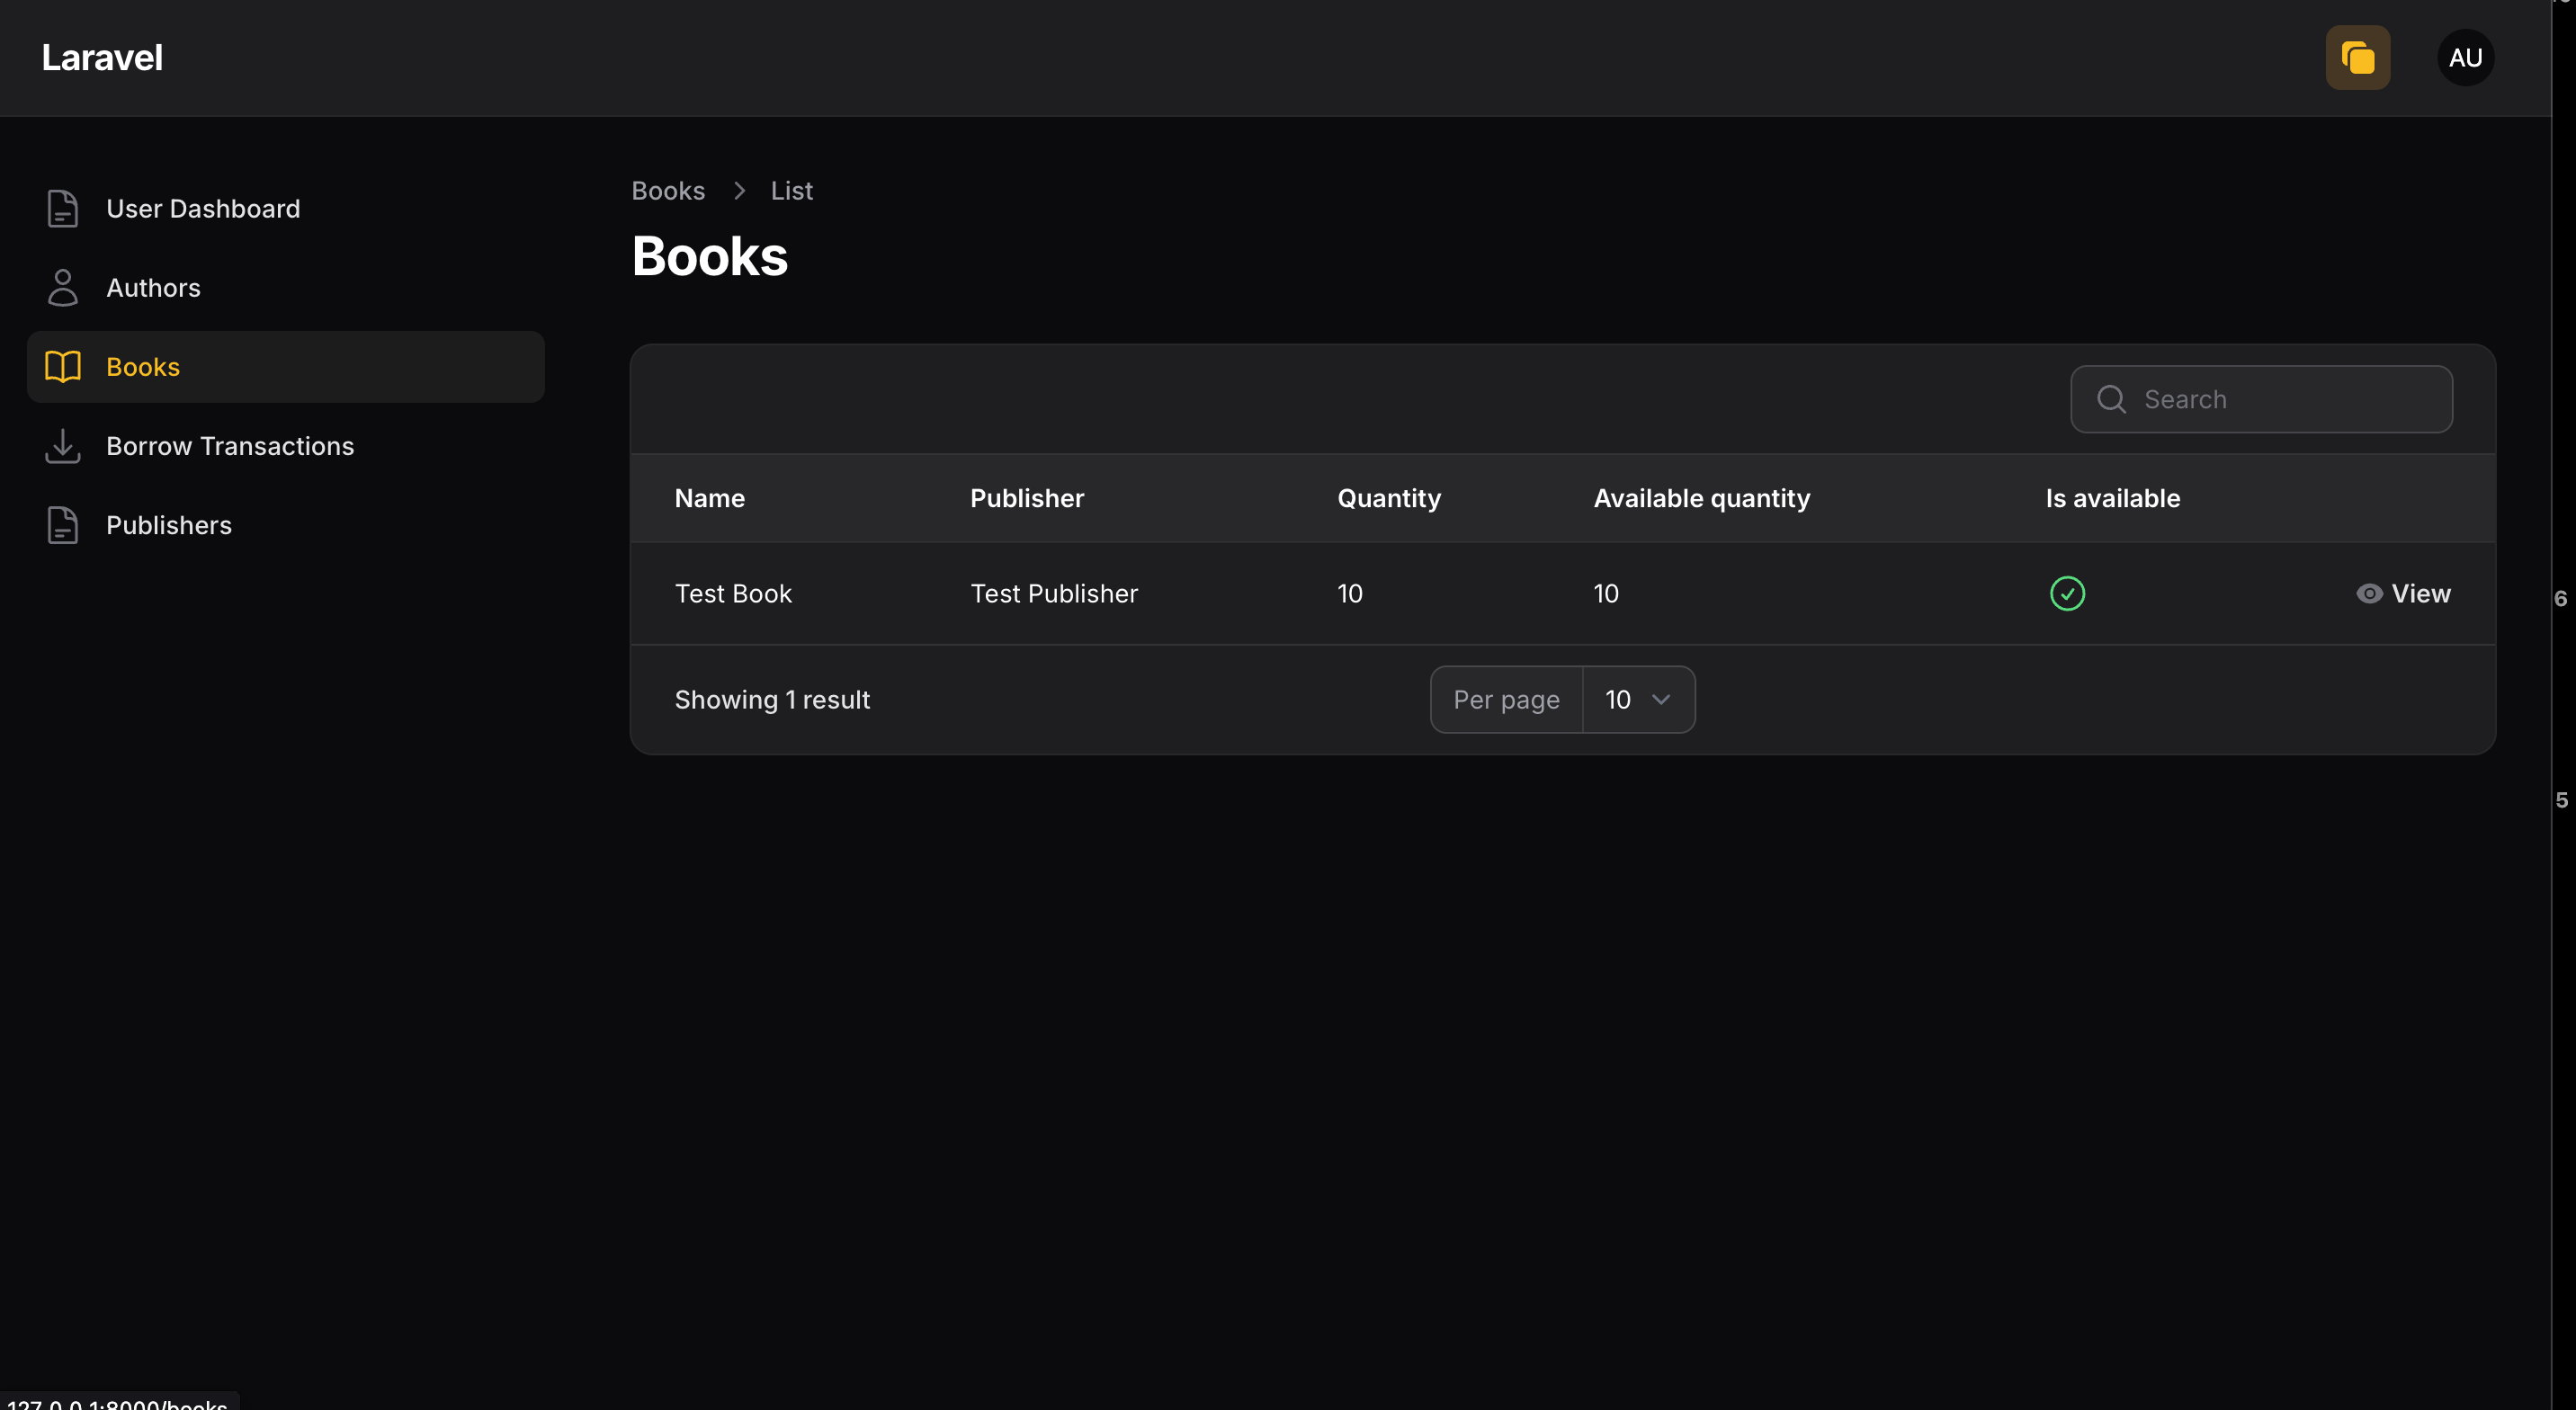 Laravel
AU
User Dashboard
Authors
Books
Borrow Transactions
Publishers
Books > List
Books
Search
Name Publisher Quantity Available quantity Is available
Test Book Test Publisher 10 10 View
Showing 1 result Per page 10
6
5
127.0.0.1:8000/books